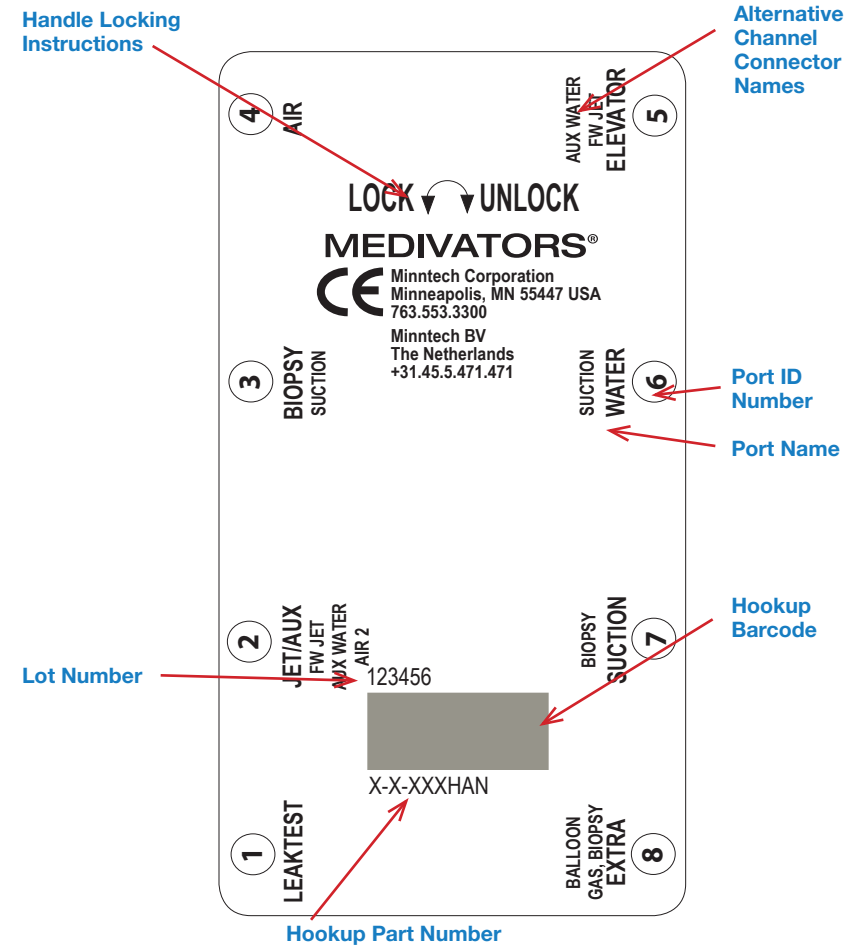 Handle Locking
Instructions
Alternative
Channel
Connector
Names
4
AIR
AUX WATER
FW JET
ELEVATOR
5
LOCK UNLOCK
MEDIVATORS®
CE
Minntech Corporation
Minneapolis, MN 55447 USA
763.553.3300
Minntech BV
The Netherlands
+31.45.5.471.471
3
BIOPSY
SUCTION
SUCTION
WATER
6
Port ID
Number
Port Name
2
JET/AUX
FW JET
AUX WATER
AIR 2
BIOPSY
SUCTION
7
Hookup
Barcode
Lot Number
123456
X-X-XXXHAN
1
LEAKTEST
BALLOON
GAS, BIOPSY
EXTRA
8
Hookup Part Number